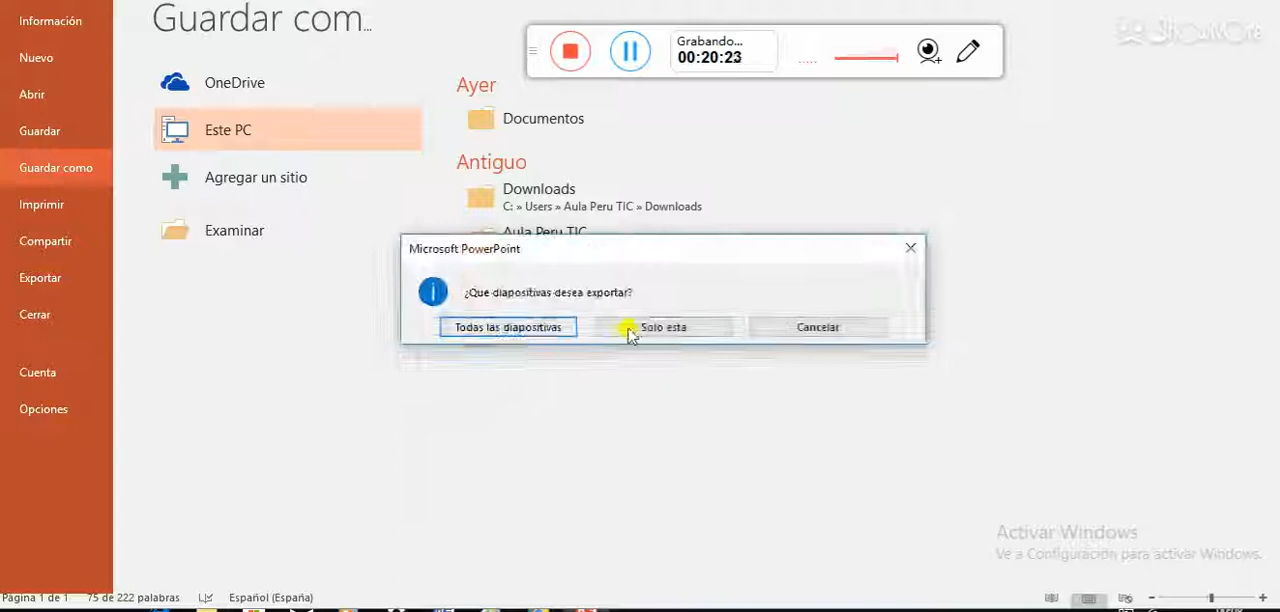 Información
Nuevo
Abrir
Guardar
Guardar como
Imprimir
Compartir
Exportar
Cerrar
Cuenta
Opciones
Guardar com...
OneDrive
Este PC
Agregar un sitio
Examinar
Ayer
Documentos
Antiguo
Downloads
C: » Users » Aula Peru TIC » Downloads
Aula Peru TIC
Grabando...
00:20:23
ShowMore
Microsoft PowerPoint
¿Qué diapositivas desea exportar?
Todas las diapositivas
Solo esta
Cancelar
Activar Windows
Ve a Configuración para activar Windows.
Página 1 de 1
75 de 222 palabras
Español (España)